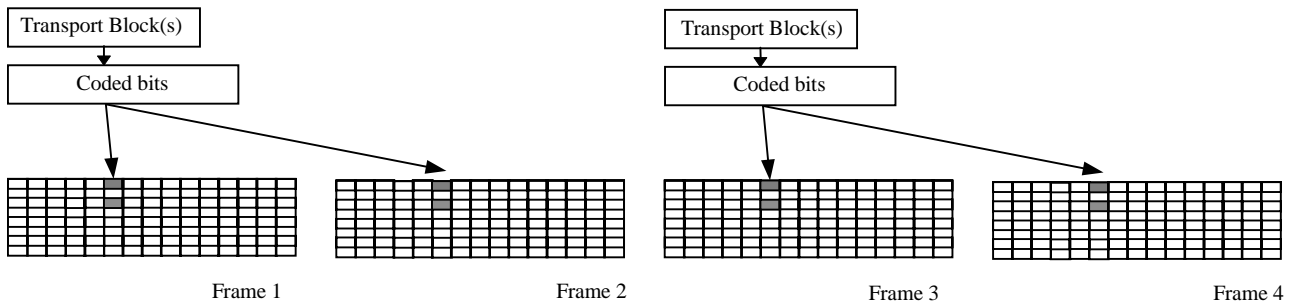 Transport Block(s)
Coded bits
Transport Block(s)
Coded bits
Frame 1
Frame 2
Frame 3
Frame 4